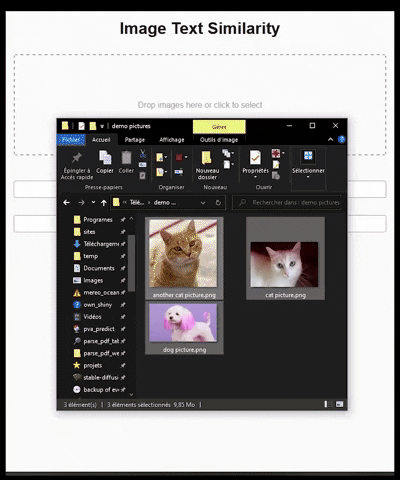 Image Text Similarity
Drop images here or click to select
demo pictures
Gérer
Fichier Accueil Partage Affichage Outils d'image
Épingler à Accès rapide
Copier
Coller
Nouveau dossier
Propriétés
Sélectionner
Presse-papiers Organiser Nouveau Ouvrir
Télé... demo ...
Rechercher dans : demo pictures
Programes
sites
Téléchargeme
temp
Documents
Images
mereo_ocean
own_shiny
Vidéos
pva_predict
parse_pdf_tab
parse_pdf_we
projets
stable-diffusi
backup of eve
another cat picture.png
cat picture.png
dog picture.png
3 élément(s) 3 éléments sélectionnés 9,85 Mo